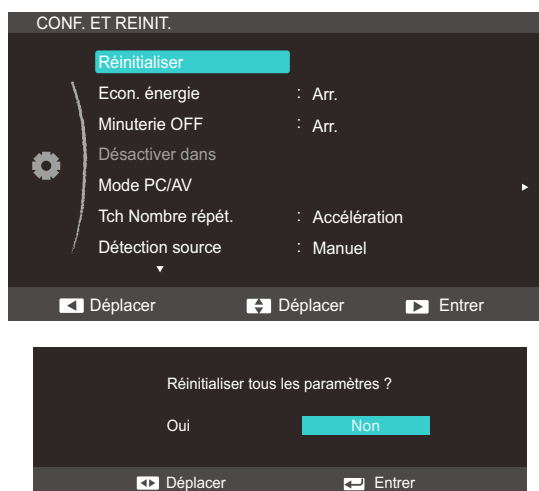 CONF. ET REINIT.
Réinitialiser
Econ. énergie : Arr.
Minuterie OFF : Arr.
Désactiver dans
Mode PC/AV
Tch Nombre répét. : Accélération
Détection source : Manuel
Déplacer Déplacer Entrer
Réinitialiser tous les paramètres ?
Oui Non
Déplacer Entrer